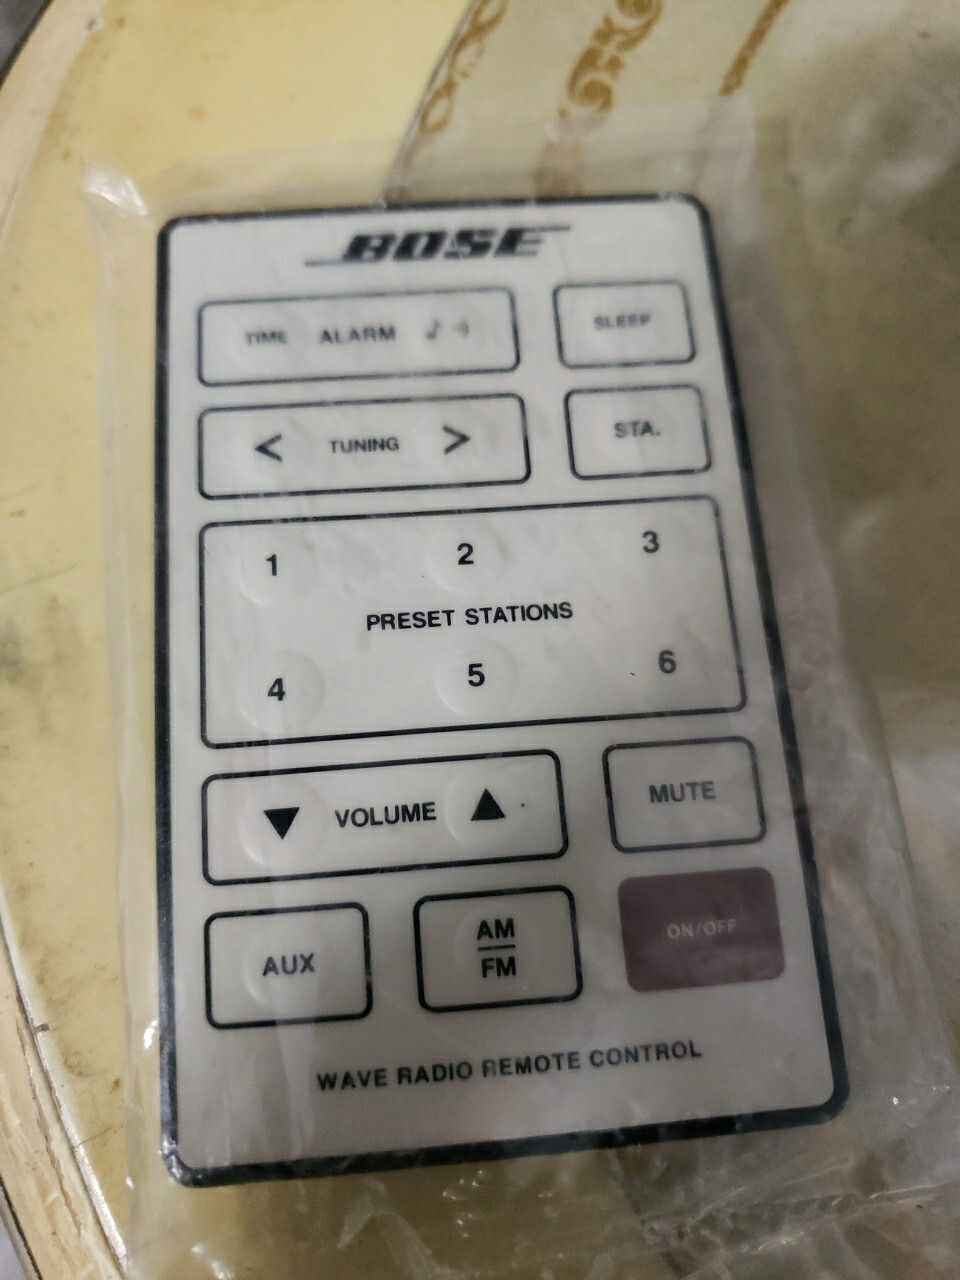 BOSE
TIME ALARM
SLEEP
< TUNING >
STA.
1 2 3
PRESET STATIONS
4 5 6
VOLUME
MUTE
AUX
AM
FM
ON/OFF
WAVE RADIO REMOTE CONTROL